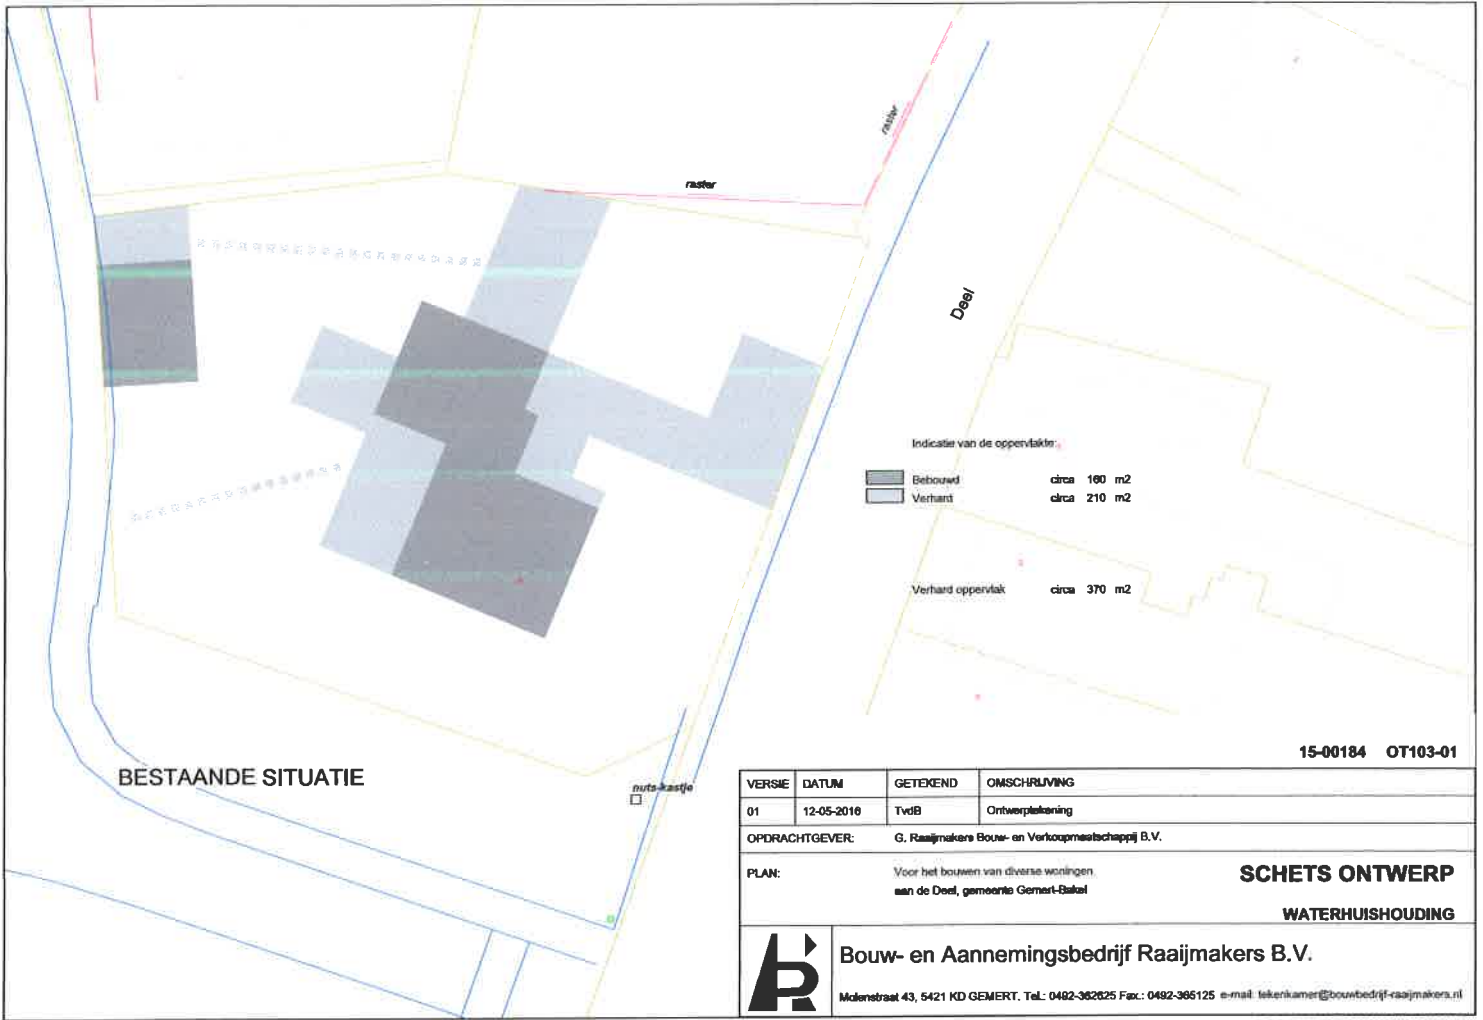 raster
raster
Deel
Indicatie van de oppervlakte:
Bebouwd circa 160 m2
Verhard circa 210 m2
Verhard oppervlak circa 370 m2
BESTAANDE SITUATIE
nuts-kastje
15-00184 OT103-01
VERSIE DATUM GETEKEND OMSCHRIJVING
01 12-05-2016 TvdB Ontwerptekening
OPDRACHTGEVER: G. Raaijmakers Bouw- en Verkoopmaatschappij B.V.
PLAN: Voor het bouwen van diverse woningen
aan de Deel, gemeente Gemert-Bakel
SCHETS ONTWERP
WATERHUISHOUDING
Bouw- en Aannemingsbedrijf Raaijmakers B.V.
Molenstraat 43, 5421 KD GEMERT. Tel.: 0492-362625 Fax.: 0492-365125 e-mail: tekenkamer@bouwbedrijf-raaijmakers.nl